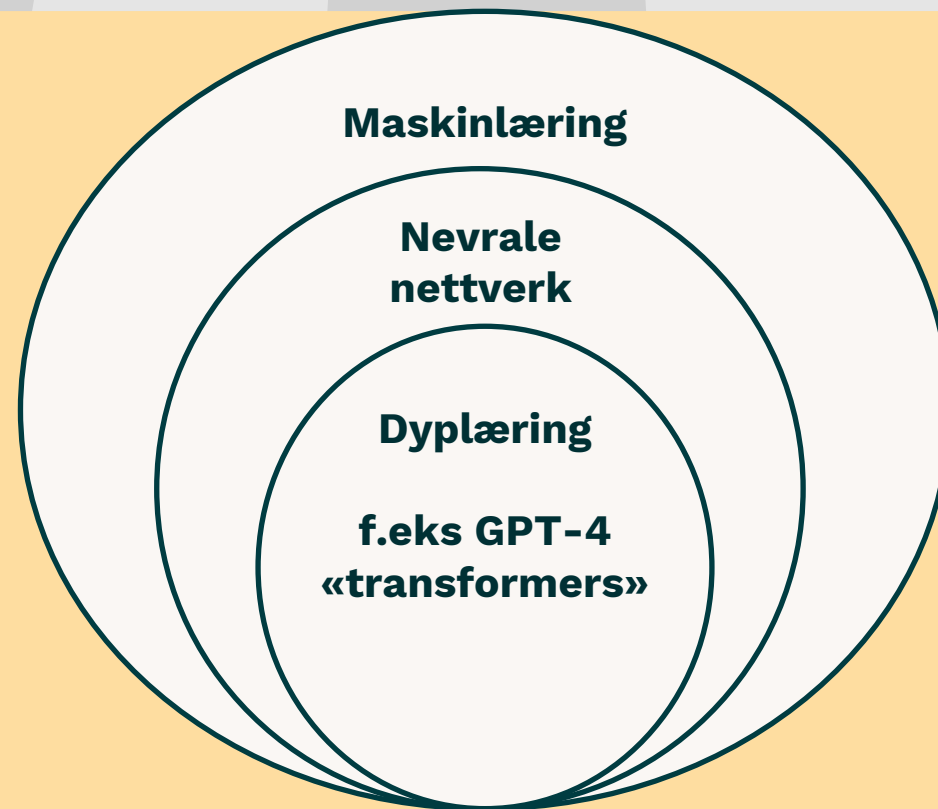 Maskinlæring
Nevrale
nettverk
Dyplæring
f.eks GPT-4
«transformers»